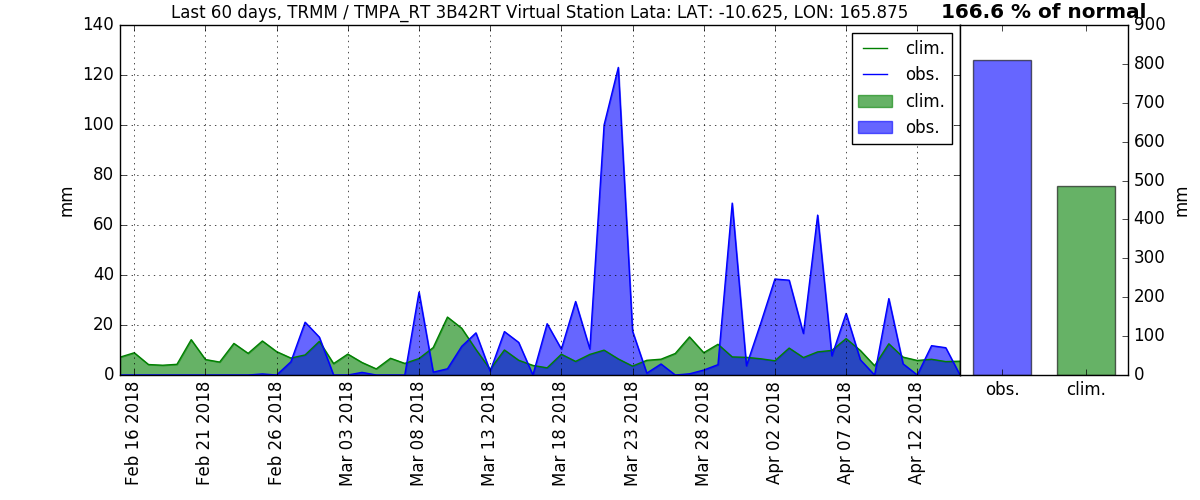 Last 60 days, TRMM / TMPA_RT 3B42RT Virtual Station Lata: LAT: -10.625, LON: 165.875
166.6 % of normal
140
120
100
80
60
40
20
0
mm
clim.
obs.
clim.
obs.
Feb 16 2018
Feb 21 2018
Feb 26 2018
Mar 03 2018
Mar 08 2018
Mar 13 2018
Mar 18 2018
Mar 23 2018
Mar 28 2018
Apr 02 2018
Apr 07 2018
Apr 12 2018
900
800
700
600
500
400
300
200
100
0
mm
obs.
clim.